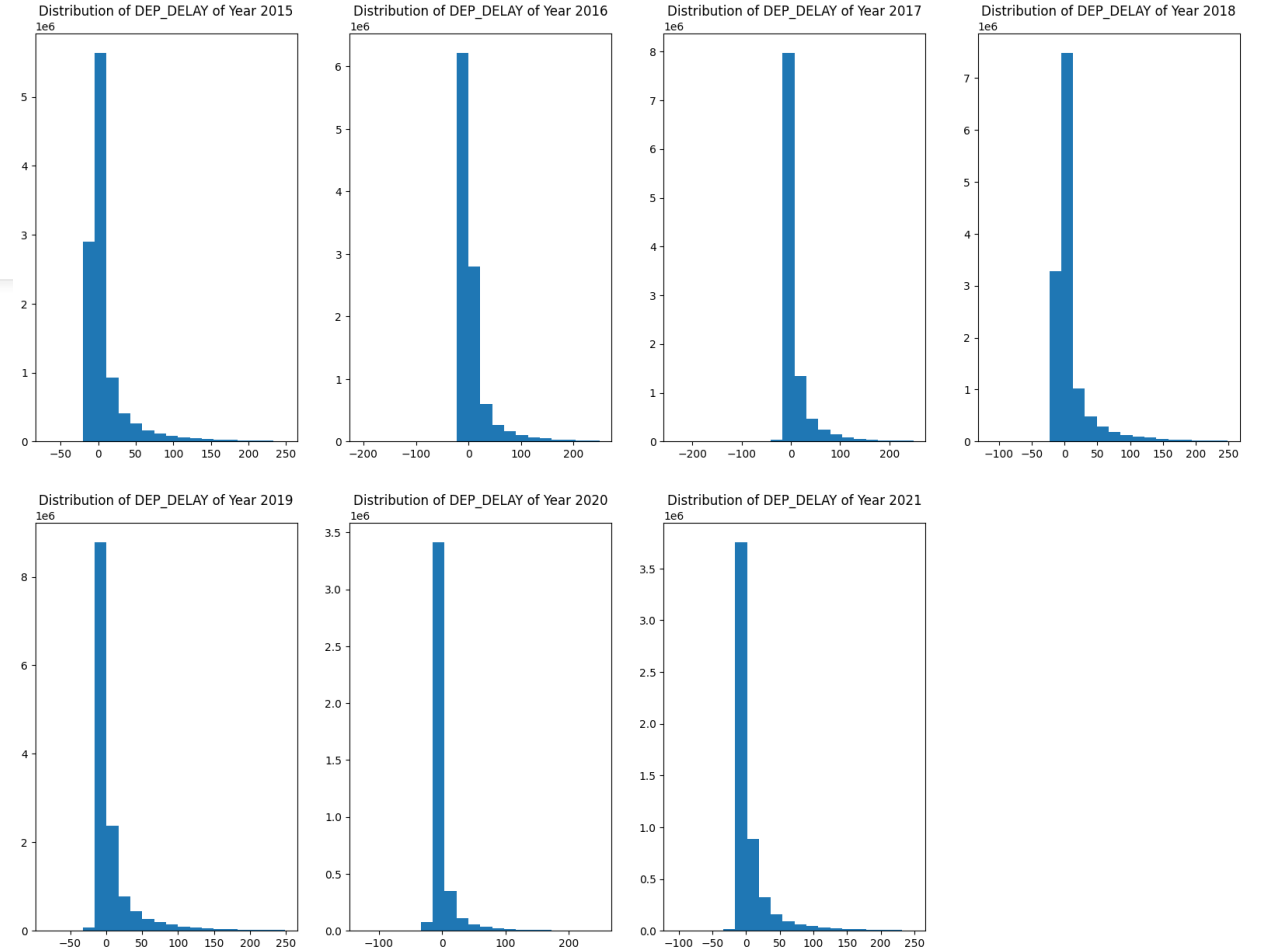 Distribution of DEP_DELAY of Year 2015
1e6
5
4
3
2
1
0
−50 0 50 100 150 200 250
Distribution of DEP_DELAY of Year 2016
1e6
6
5
4
3
2
1
0
−200 −100 0 100 200
Distribution of DEP_DELAY of Year 2017
1e6
8
7
6
5
4
3
2
1
0
−200 −100 0 100 200
Distribution of DEP_DELAY of Year 2018
1e6
7
6
5
4
3
2
1
0
−100 −50 0 50 100 150 200 250
Distribution of DEP_DELAY of Year 2019
1e6
8
6
4
2
0
−50 0 50 100 150 200 250
Distribution of DEP_DELAY of Year 2020
1e6
3.5
3.0
2.5
2.0
1.5
1.0
0.5
0.0
−100 0 100 200
Distribution of DEP_DELAY of Year 2021
1e6
3.5
3.0
2.5
2.0
1.5
1.0
0.5
0.0
−100 −50 0 50 100 150 200 250